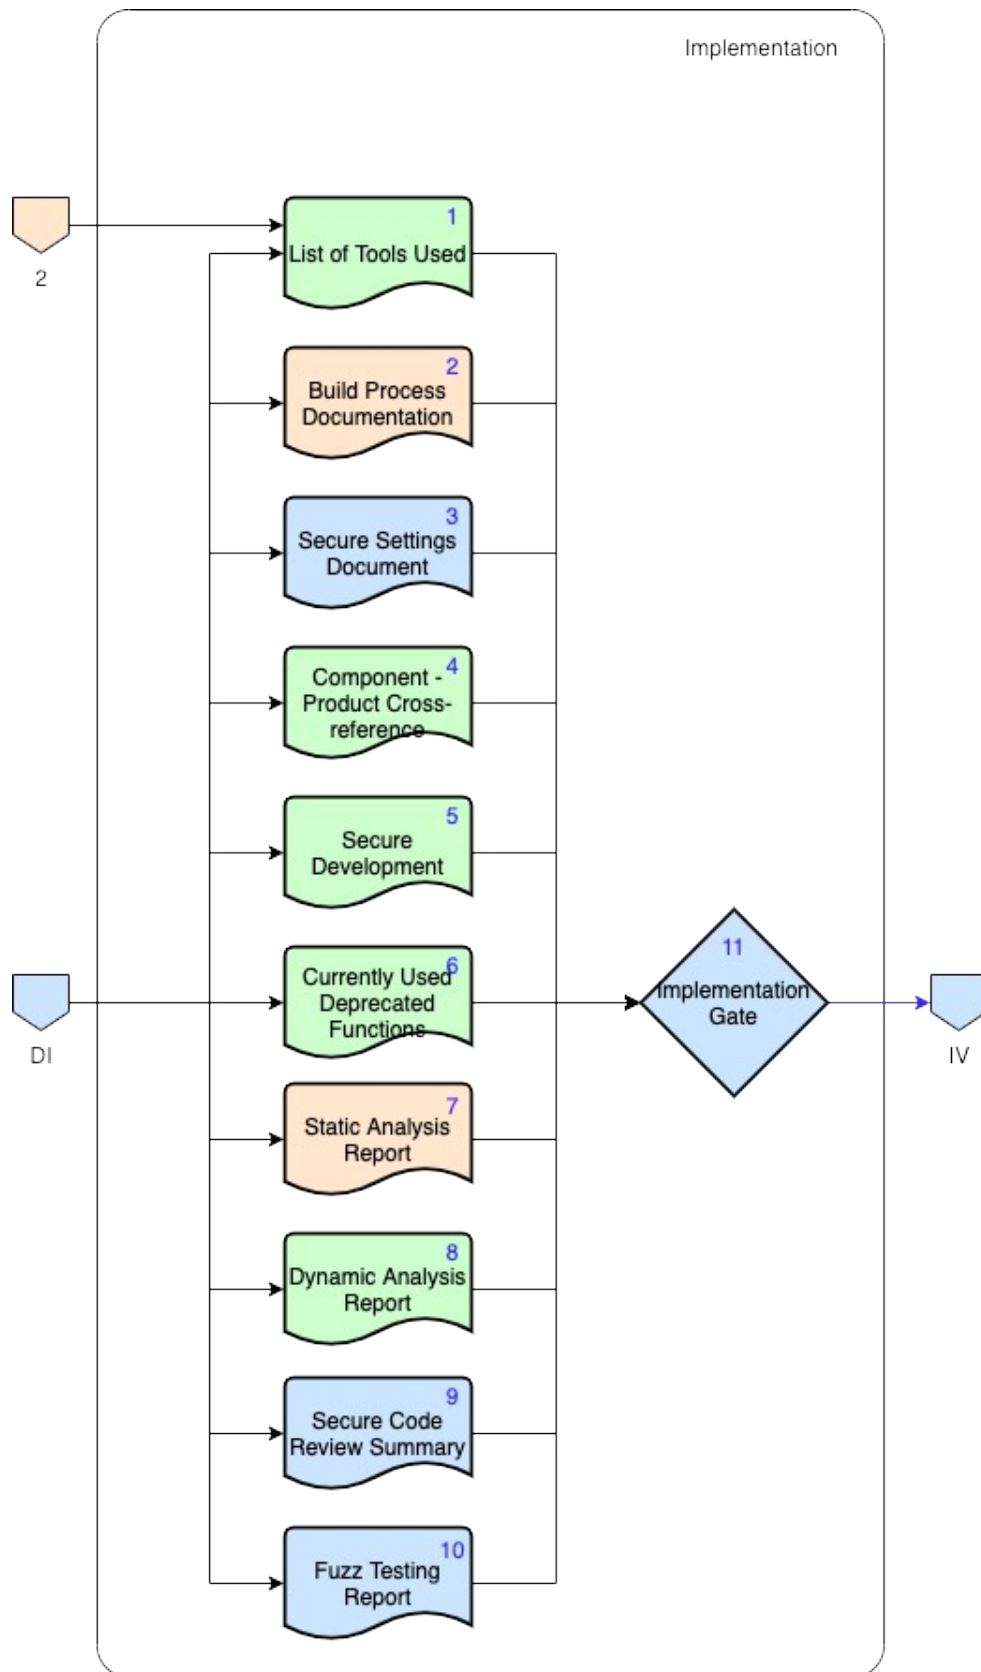 Implementation
2
1
List of Tools Used
2
Build Process
Documentation
3
Secure Settings
Document
4
Component -
Product Cross-
reference
5
Secure
Development
DI
6
Currently Used
Deprecated
Functions
11
Implementation
Gate
IV
7
Static Analysis
Report
8
Dynamic Analysis
Report
9
Secure Code
Review Summary
10
Fuzz Testing
Report